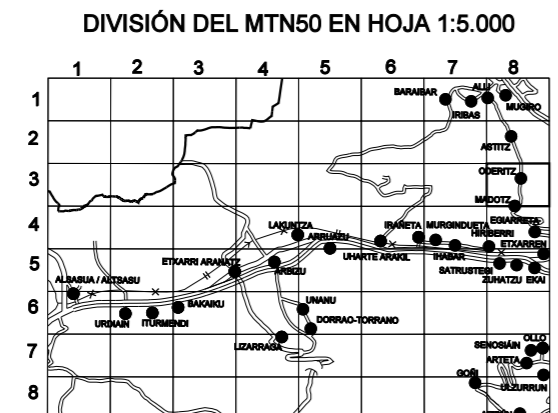 DIVISIÓN DEL MTN50 EN HOJA 1:5.000
1 2 3 4 5 6 7 8
1
BARAIBAR
ALLI
IRIBAS
MUGIRO
2
ASTITZ
3
ODERITZ
MADOTZ
4
EGIARRETA
LAKUNTZA
ARRUAZU
IRAÑETA
MURGINDUETA
HIRIBERRI
ETXARREN
5
ETXARRI ARANATZ
ARBIZU
UHARTE ARAKIL
IHABAR
SATRUSTEGI
ZUHATZU
EKAI
ALSASUA / ALTSASU
6
URDIAIN
ITURMENDI
BAKAIKU
UNANU
DORRAO-TORRANO
7
LIZARRAGA
SENOSIÁIN
OLLO
ARTETA
GOÑI
ULZURRUN
8